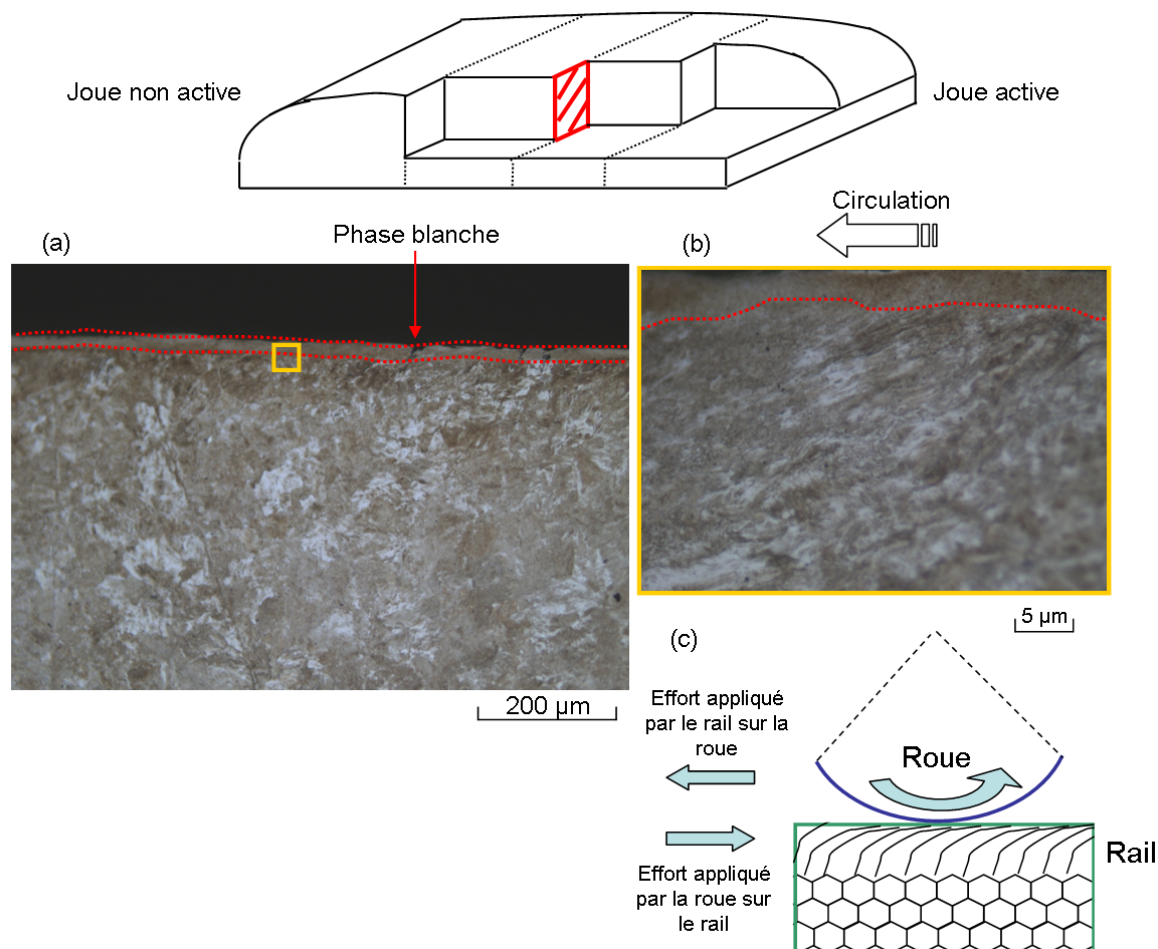 Joue non active
Joue active
Circulation
(a)
Phase blanche
(b)
5 µm
200 µm
(c)
Effort appliqué
par le rail sur la
roue
Roue
Effort appliqué
par la roue sur
le rail
Rail